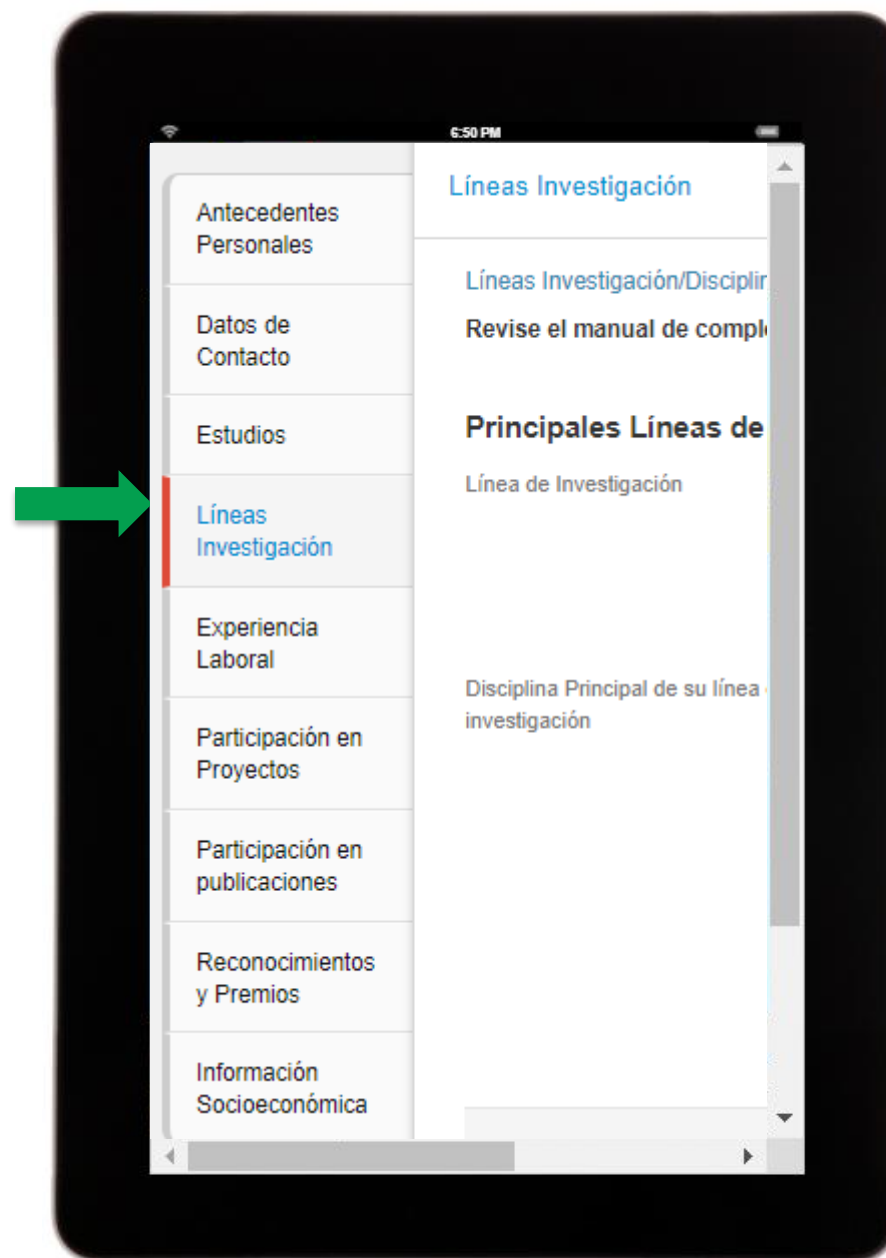 6:50 PM
Antecedentes
Personales
Datos de
Contacto
Estudios
Líneas
Investigación
Experiencia
Laboral
Participación en
Proyectos
Participación en
publicaciones
Reconocimientos
y Premios
Información
Socioeconómica
Líneas Investigación
Líneas Investigación/Disciplin
Revise el manual de comple
Principales Líneas de
Línea de Investigación
Disciplina Principal de su línea
investigación